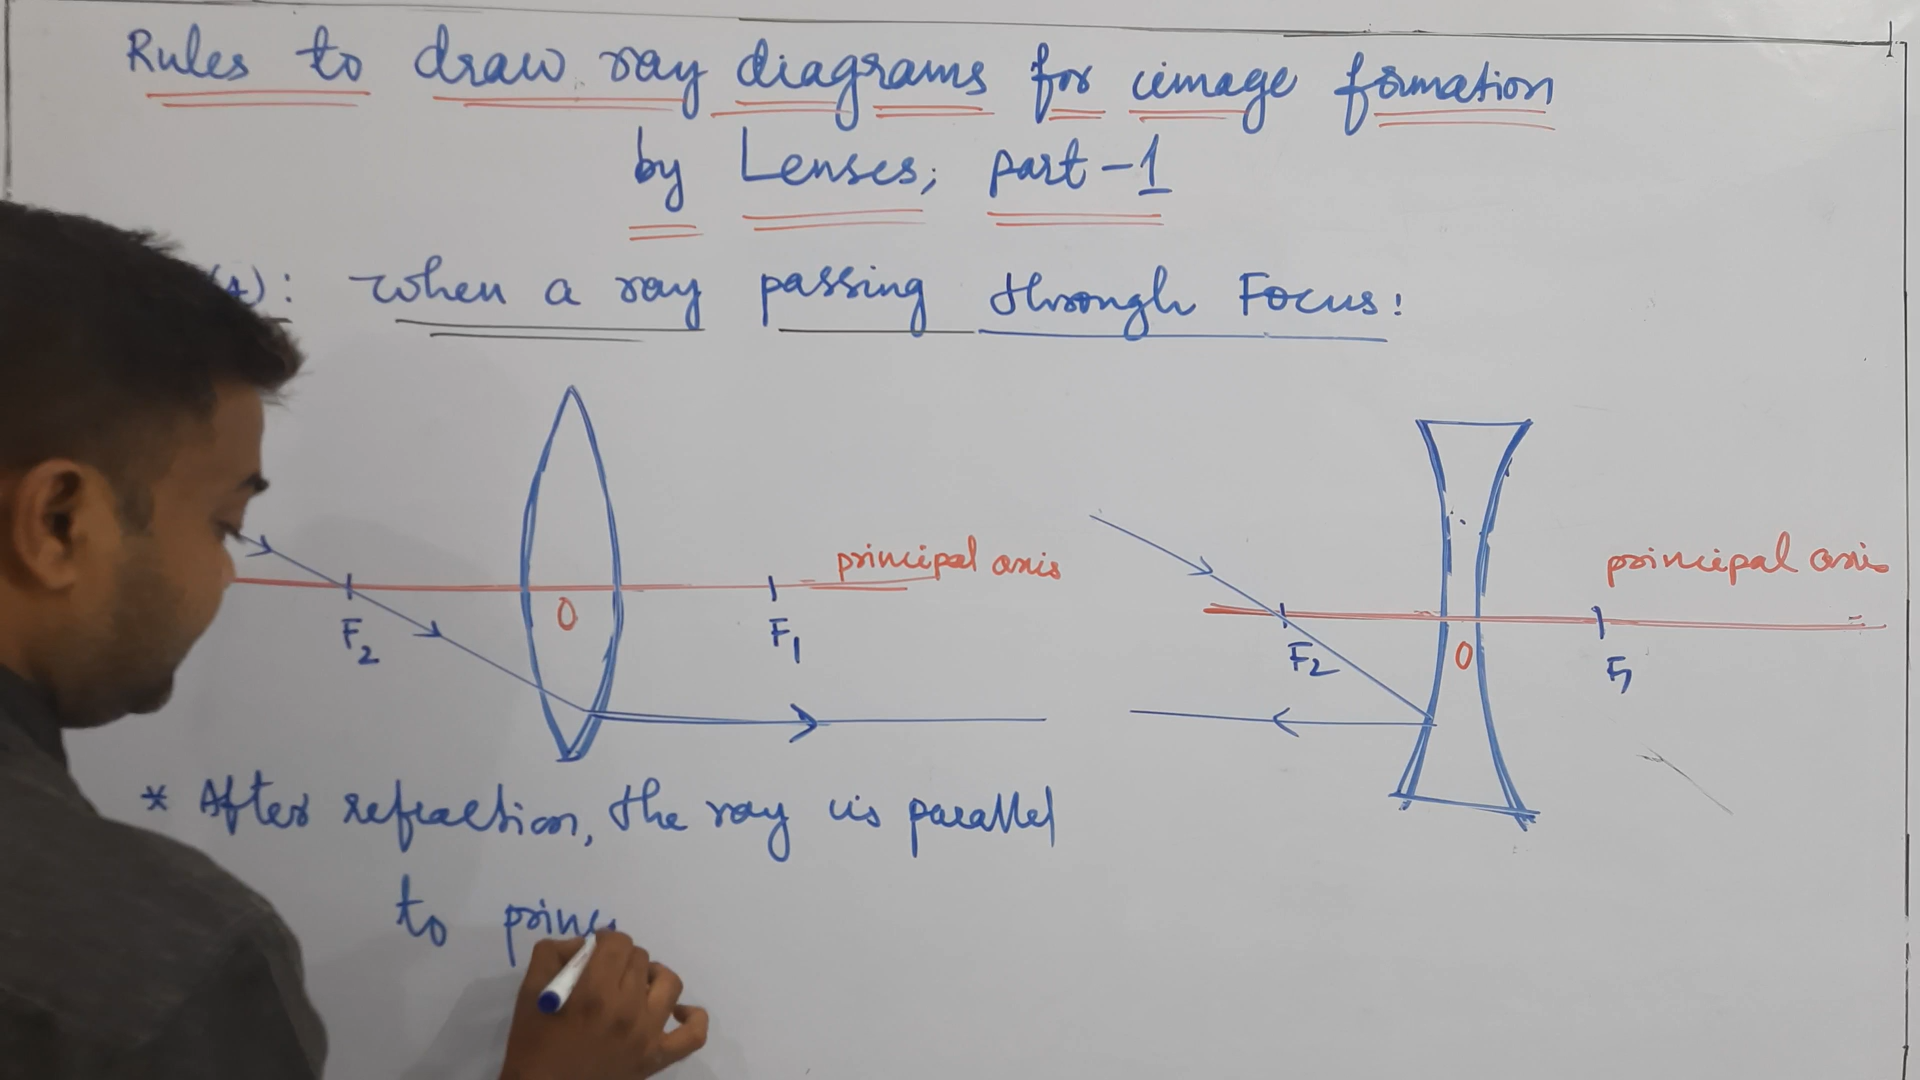 Rules to draw ray diagrams for image formation
by Lenses; part-1
: when a ray passing through Focus:
principal axis
O
F2
F1
principal axis
O
F2
F1
* After refraction, the ray is parallel
to princ